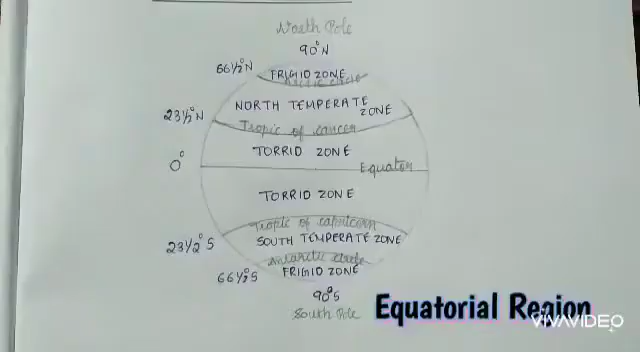 North Pole
90°N
66½°N
FRIGID ZONE
Arctic circle
NORTH TEMPERATE ZONE
23½°N
Tropic of cancer
TORRID ZONE
0°
Equator
TORRID ZONE
Tropic of capricorn
23½° S
SOUTH TEMPERATE ZONE
Antarctic circle
66½°S
FRIGID ZONE
90°S
South Pole
Equatorial Region
VIVAVIDEO